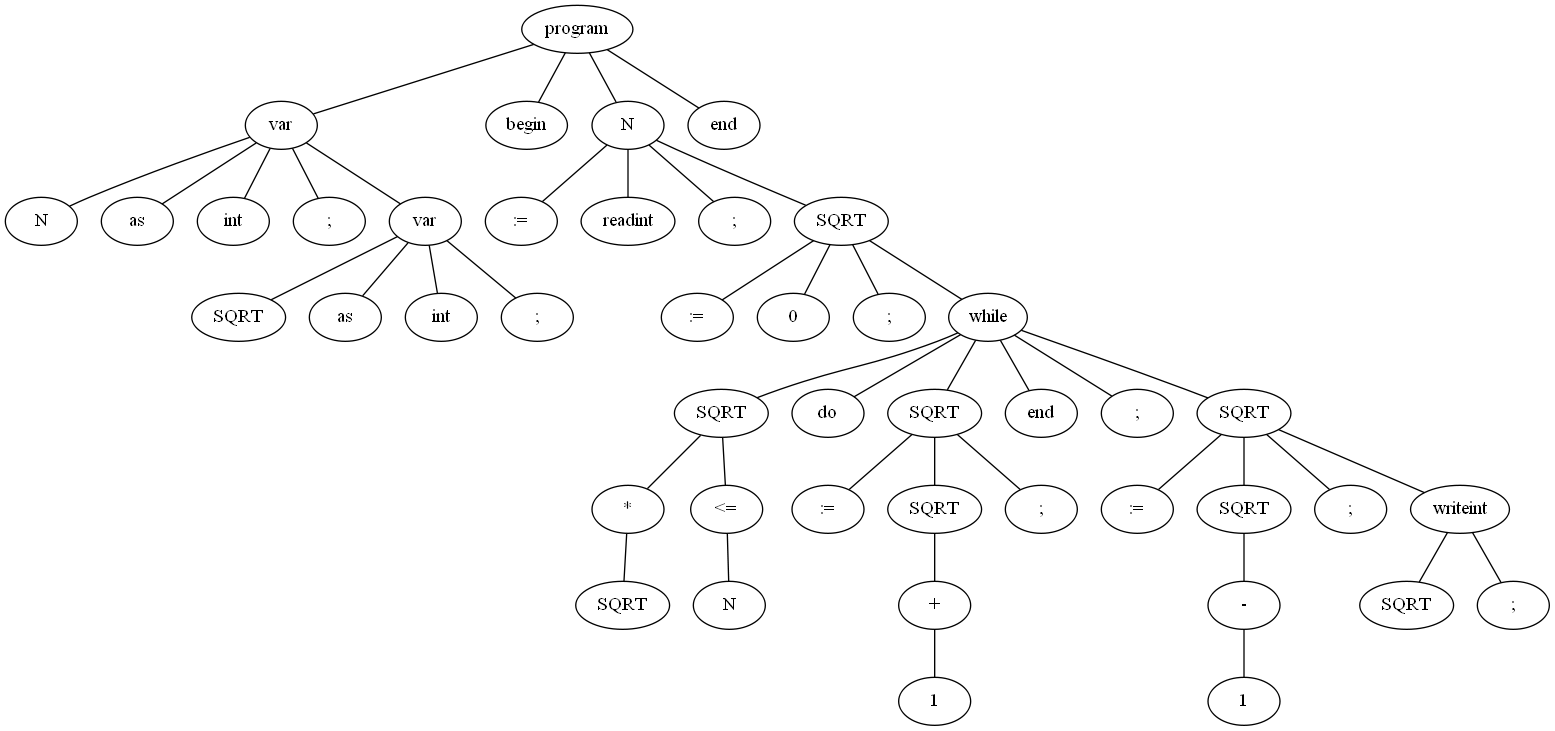 program
var begin N end
N as int ; var := readint ; SQRT
SQRT as int ; := 0 ; while
SQRT do SQRT end ; SQRT
* <= := SQRT ; := SQRT ; writeint
SQRT N + - SQRT ;
1 1